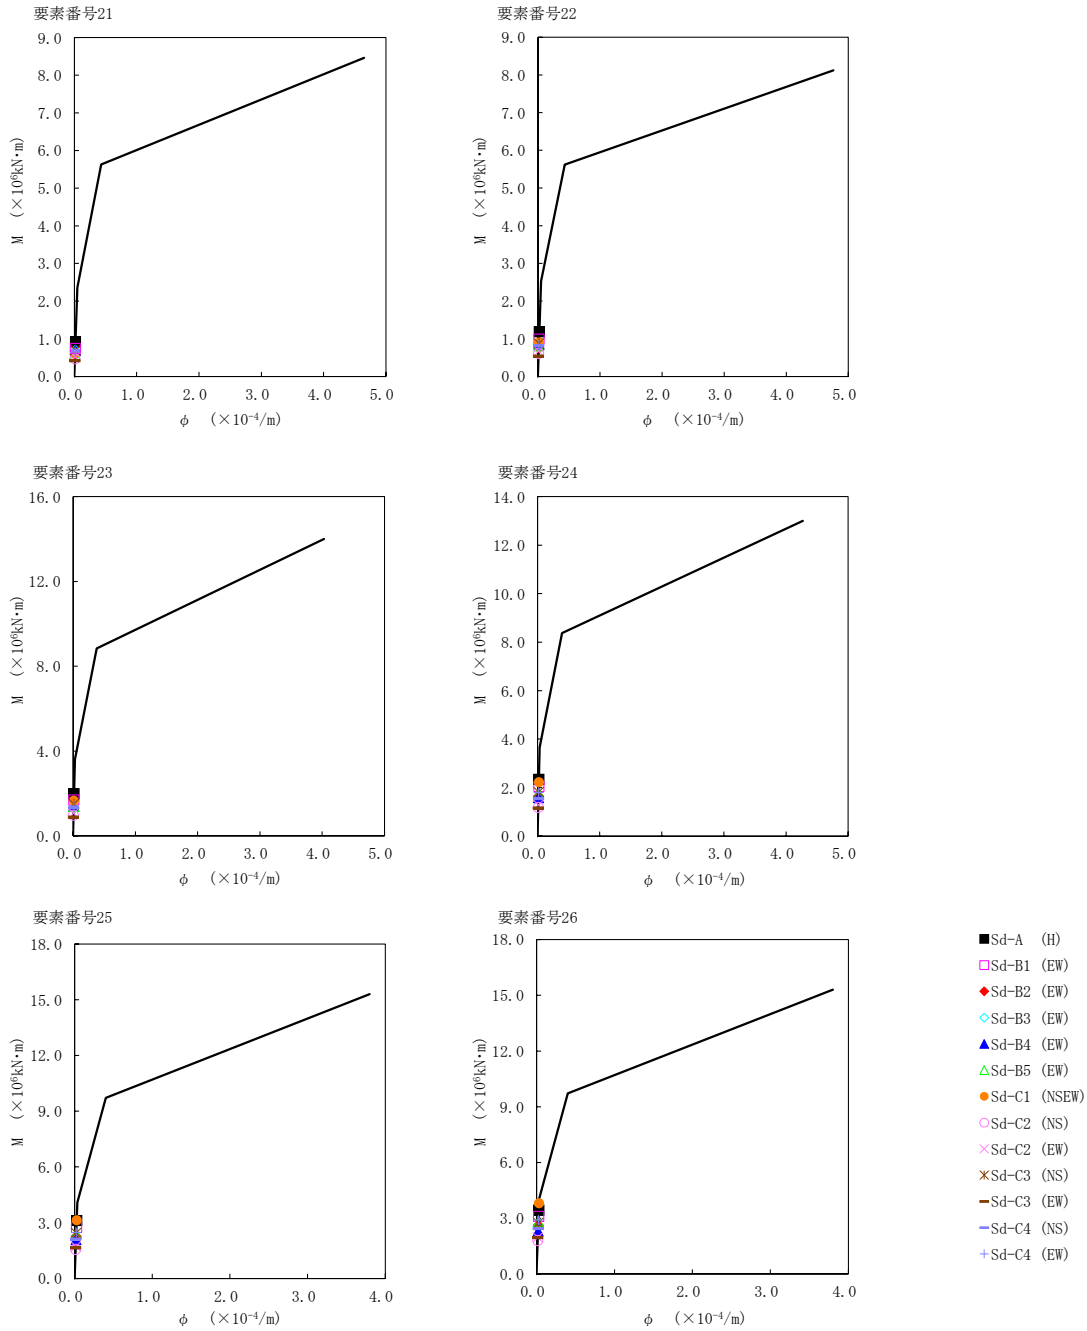 要素番号21
9.0
8.0
7.0
6.0
5.0
4.0
3.0
2.0
1.0
0.0
M (×10⁶kN・m)
0.0 1.0 2.0 3.0 4.0 5.0
φ (×10⁻⁴/m)
要素番号22
9.0
8.0
7.0
6.0
5.0
4.0
3.0
2.0
1.0
0.0
M (×10⁶kN・m)
0.0 1.0 2.0 3.0 4.0 5.0
φ (×10⁻⁴/m)
要素番号23
16.0
12.0
8.0
4.0
0.0
M (×10⁶kN・m)
0.0 1.0 2.0 3.0 4.0 5.0
φ (×10⁻⁴/m)
要素番号24
14.0
12.0
10.0
8.0
6.0
4.0
2.0
0.0
M (×10⁶kN・m)
0.0 1.0 2.0 3.0 4.0 5.0
φ (×10⁻⁴/m)
要素番号25
18.0
15.0
12.0
9.0
6.0
3.0
0.0
M (×10⁶kN・m)
0.0 1.0 2.0 3.0 4.0
φ (×10⁻⁴/m)
要素番号26
18.0
15.0
12.0
9.0
6.0
3.0
0.0
M (×10⁶kN・m)
0.0 1.0 2.0 3.0 4.0
φ (×10⁻⁴/m)
Sd-A (H)
Sd-B1 (EW)
Sd-B2 (EW)
Sd-B3 (EW)
Sd-B4 (EW)
Sd-B5 (EW)
Sd-C1 (NSEW)
Sd-C2 (NS)
Sd-C2 (EW)
Sd-C3 (NS)
Sd-C3 (EW)
Sd-C4 (NS)
Sd-C4 (EW)